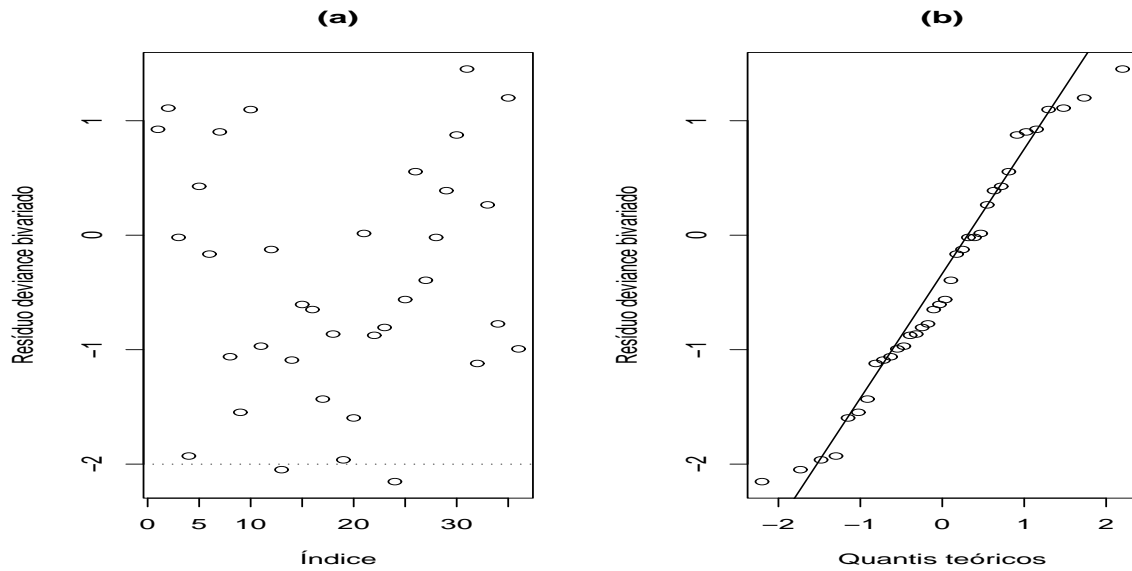 (a)
Resíduo deviance bivariado
1
0
-1
-2
0 5 10 20 30
Índice
(b)
Resíduo deviance bivariado
1
0
-1
-2
−2 −1 0 1 2
Quantis teóricos